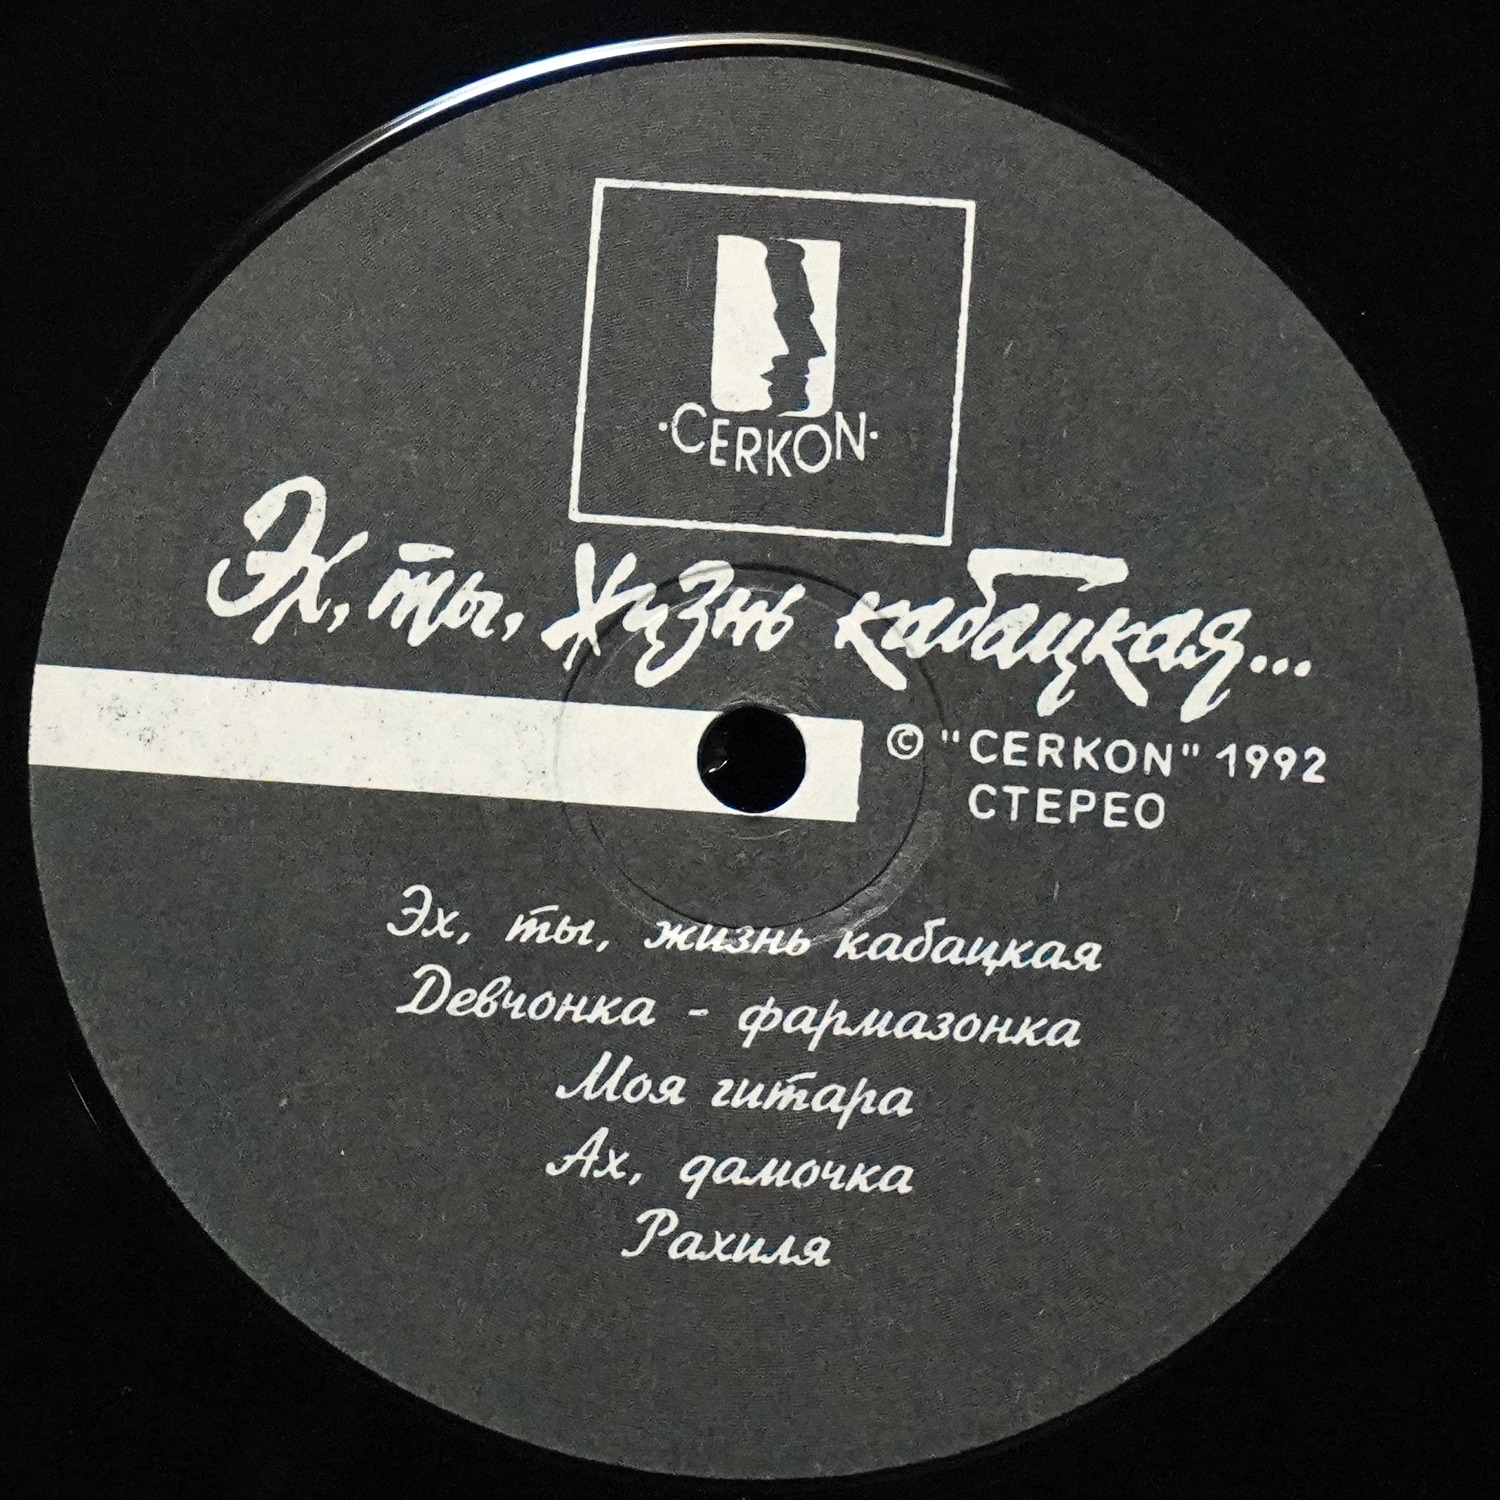 ·CERKON·
Эх, ты, жизнь кабацкая...
© "CERKON" 1992
СТЕРЕО
Эх, ты, жизнь кабацкая
Девчонка - фармазонка
Моя гитара
Ах, дамочка
Рахиля